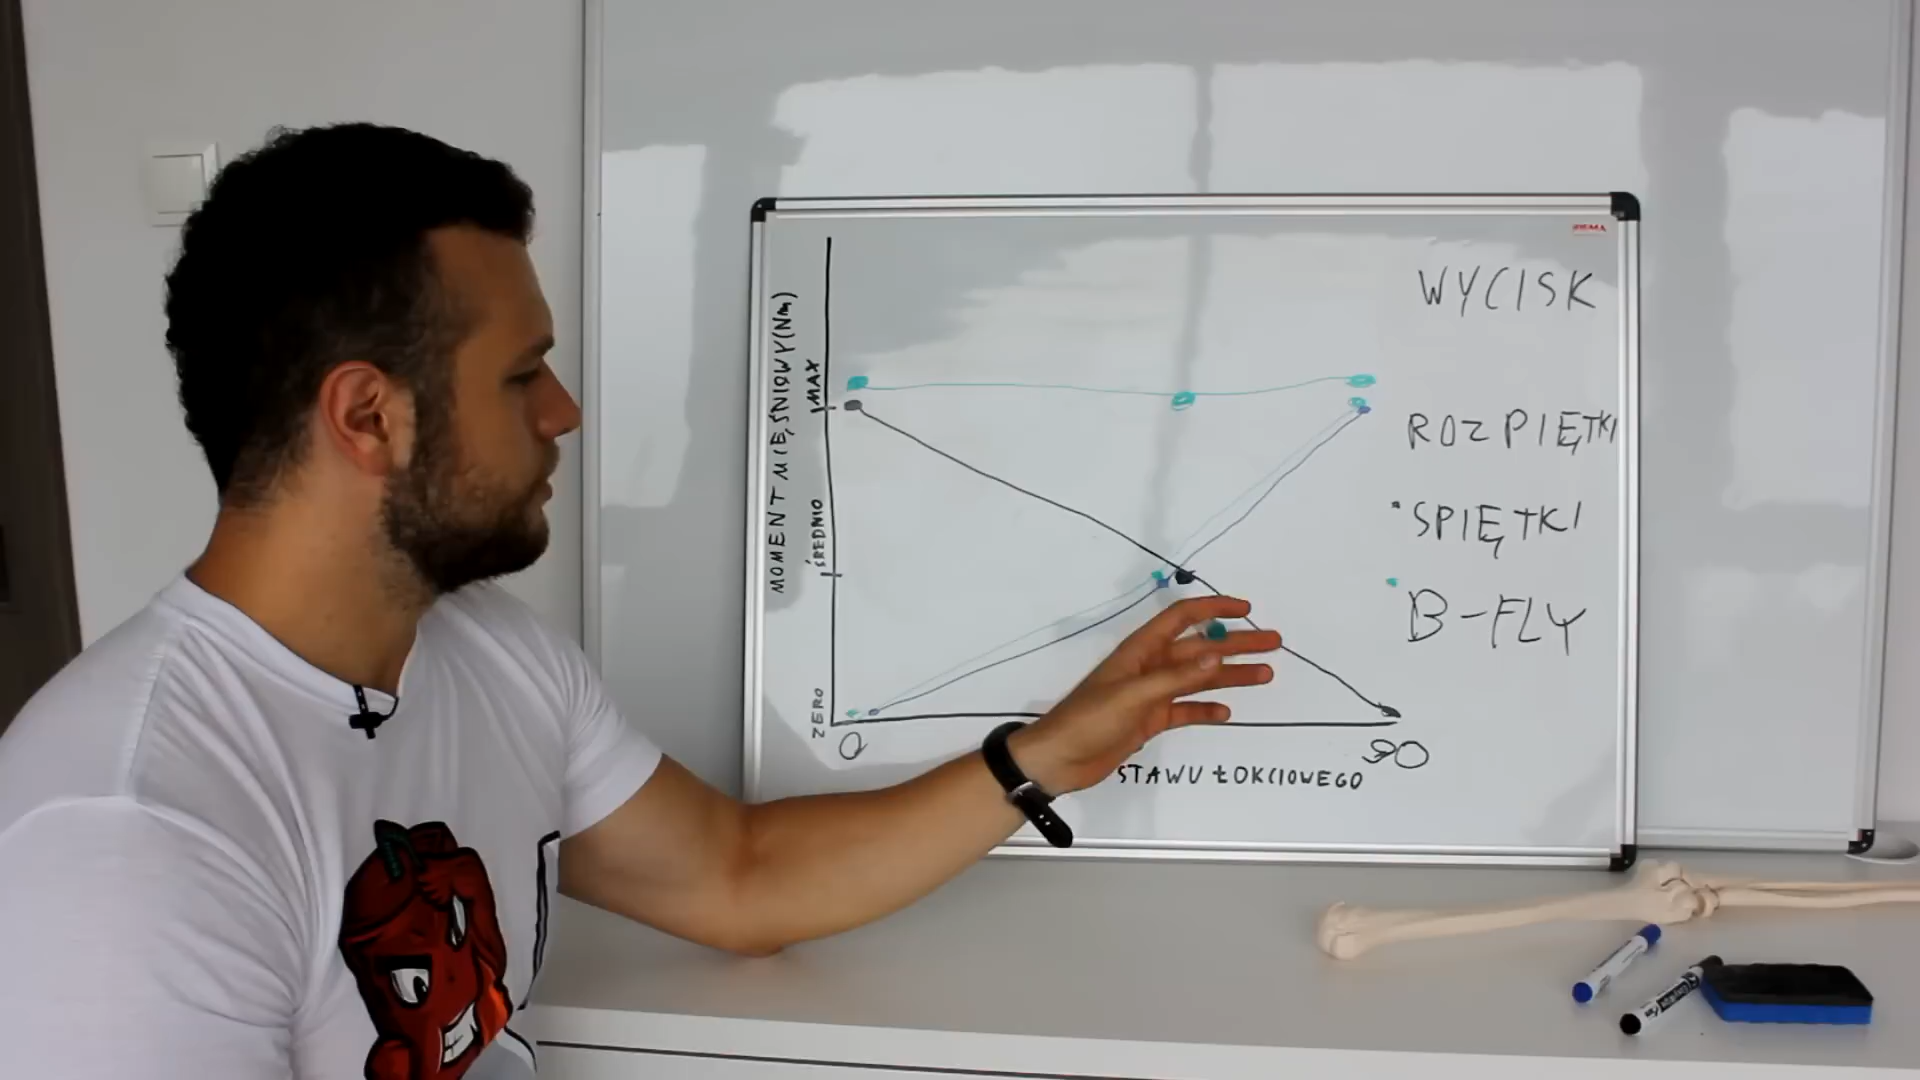 MOMENT MIĘŚNIOWY (Nm)
MAX
ŚREDNIO
ZERO
0
90
STAWU ŁOKCIOWEGO
WYCISK
ROZPIĘTKI
SPIĘTKI
B-FLY